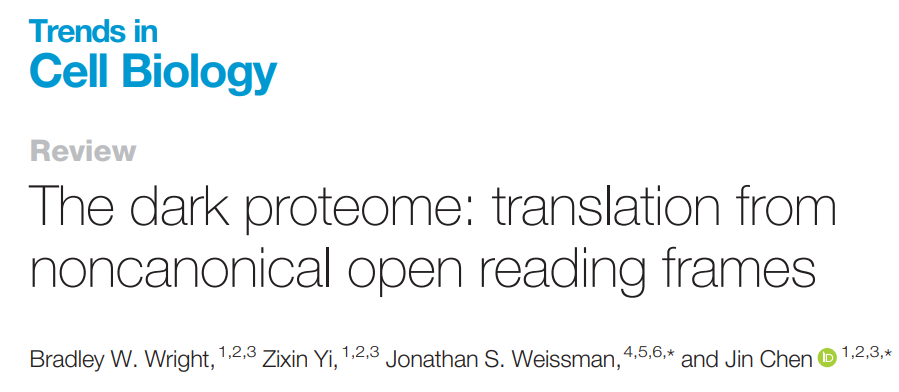 Trends in
Cell Biology
Review
The dark proteome: translation from
noncanonical open reading frames
Bradley W. Wright, 1,2,3 Zixin Yi, 1,2,3 Jonathan S. Weissman, 4,5,6,* and Jin Chen iD 1,2,3,*